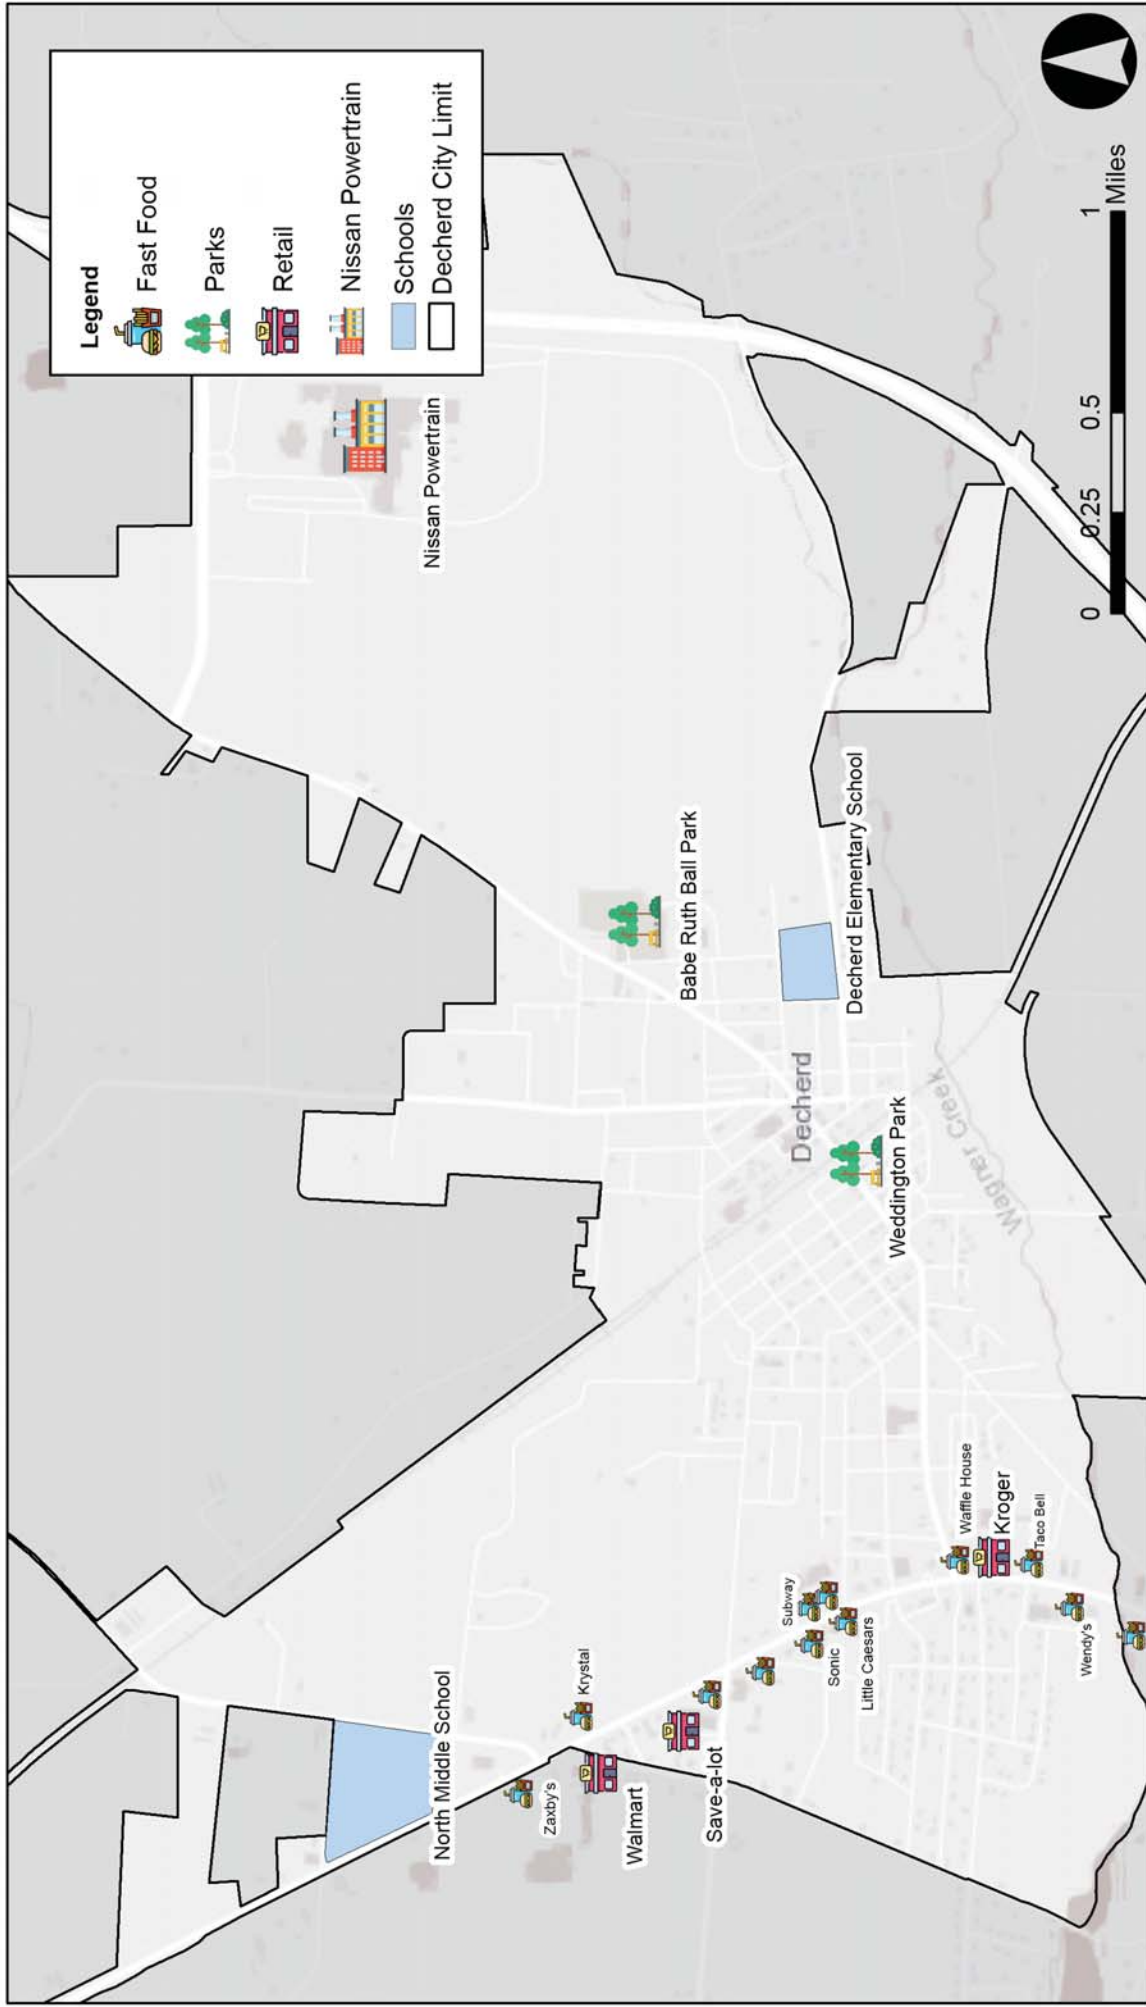 Legend
Fast Food
Parks
Retail
Nissan Powertrain
Schools
Decherd City Limit
Nissan Powertrain
North Middle School
Zaxby's
Krystal
Walmart
Save-a-lot
Babe Ruth Ball Park
Subway
Sonic
Little Caesars
Decherd
Decherd Elementary School
Weddington Park
Wagner Creek
Waffle House
Kroger
Taco Bell
Wendy's
0 0.25 0.5 1
Miles